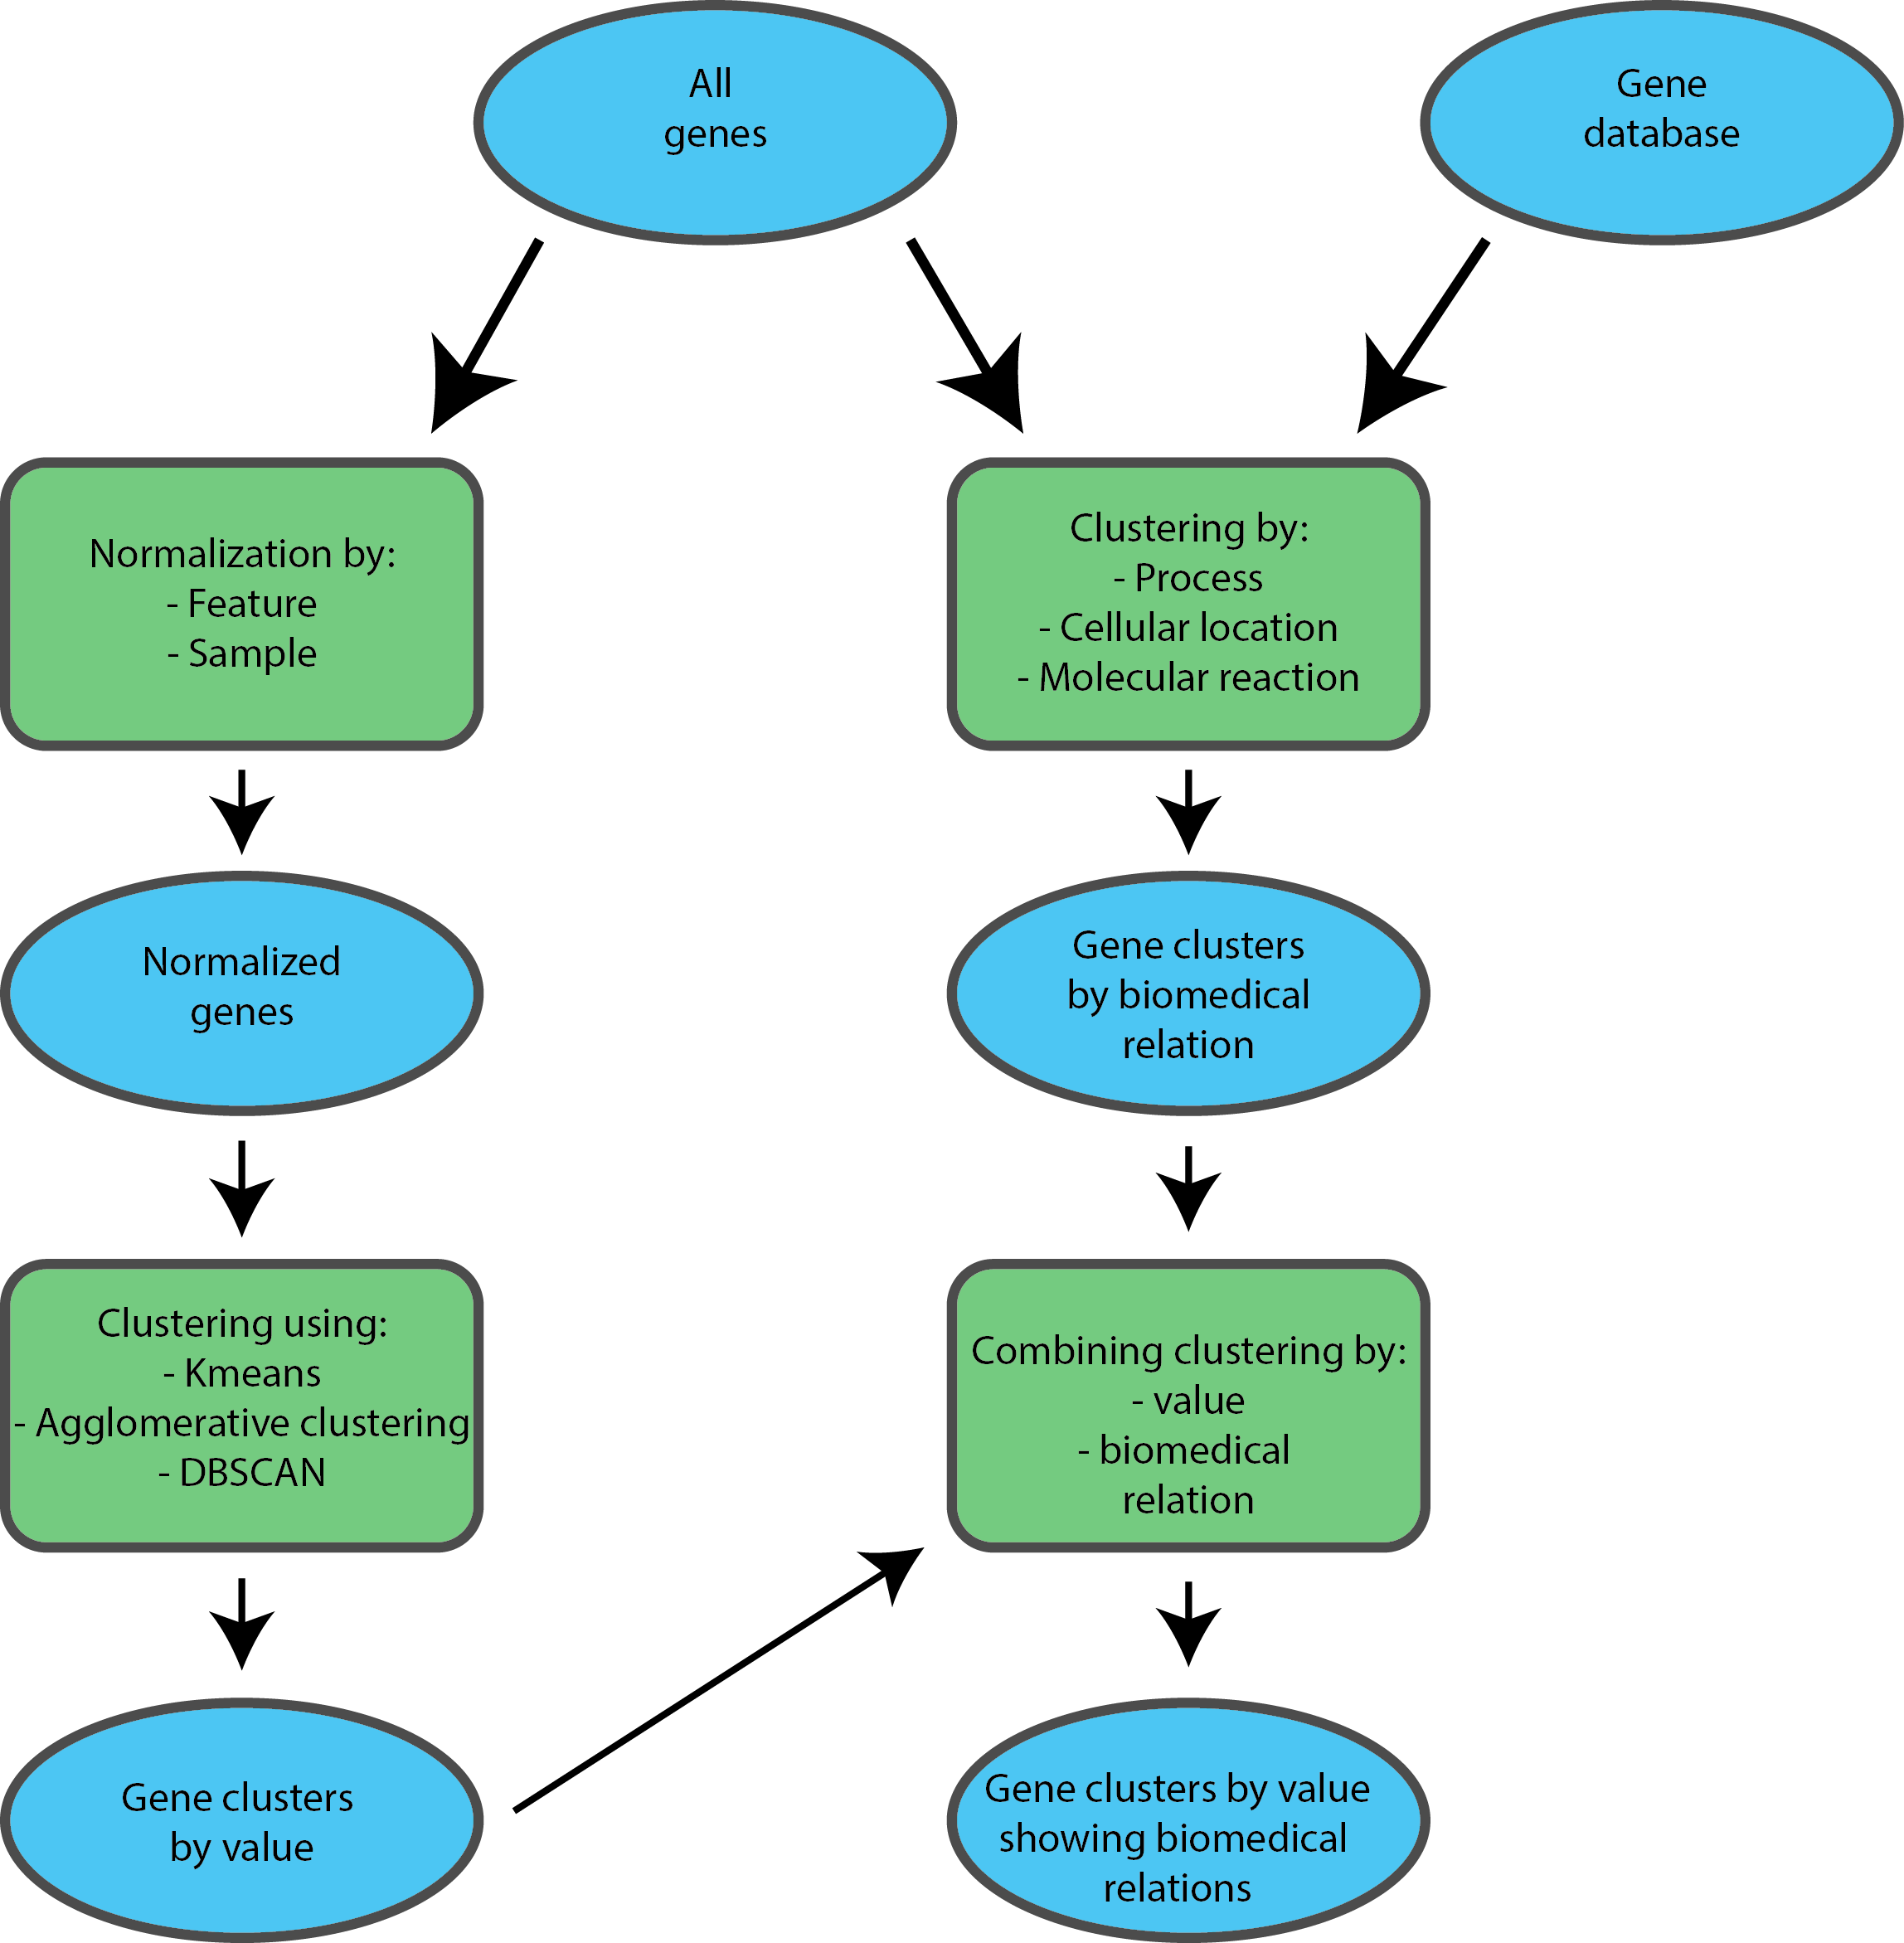 All
genes
Gene
database
Normalization by:
- Feature
- Sample
Clustering by:
- Process
- Cellular location
- Molecular reaction
Normalized
genes
Gene clusters
by biomedical
relation
Clustering using:
- Kmeans
- Agglomerative clustering
- DBSCAN
Combining clustering by:
- value
- biomedical
relation
Gene clusters
by value
Gene clusters by value
showing biomedical
relations